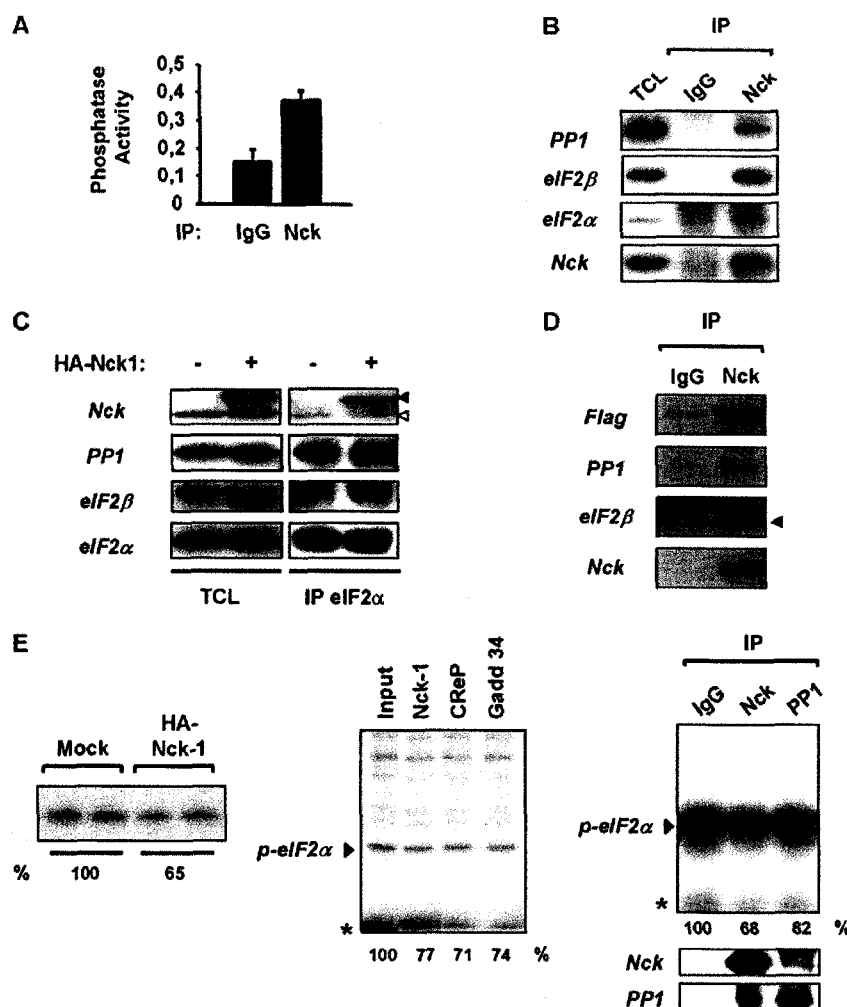 A
Phosphatase
Activity
0,5
0,4
0,3
0,2
0,1
0
IP: IgG Nck
B
IP
TCL IgG Nck
PP1
eIF2β
eIF2α
Nck
C
HA-Nck1: - + - +
Nck
PP1
eIF2β
eIF2α
TCL IP eIF2α
D
IP
IgG Nck
Flag
PP1
eIF2β
Nck
E
Mock HA-Nck-1
% 100 65
Input Nck-1 CReP Gadd 34
p-eIF2α
*
100 77 71 74 %
IP
IgG Nck PP1
p-eIF2α
*
100 68 82 %
Nck
PP1